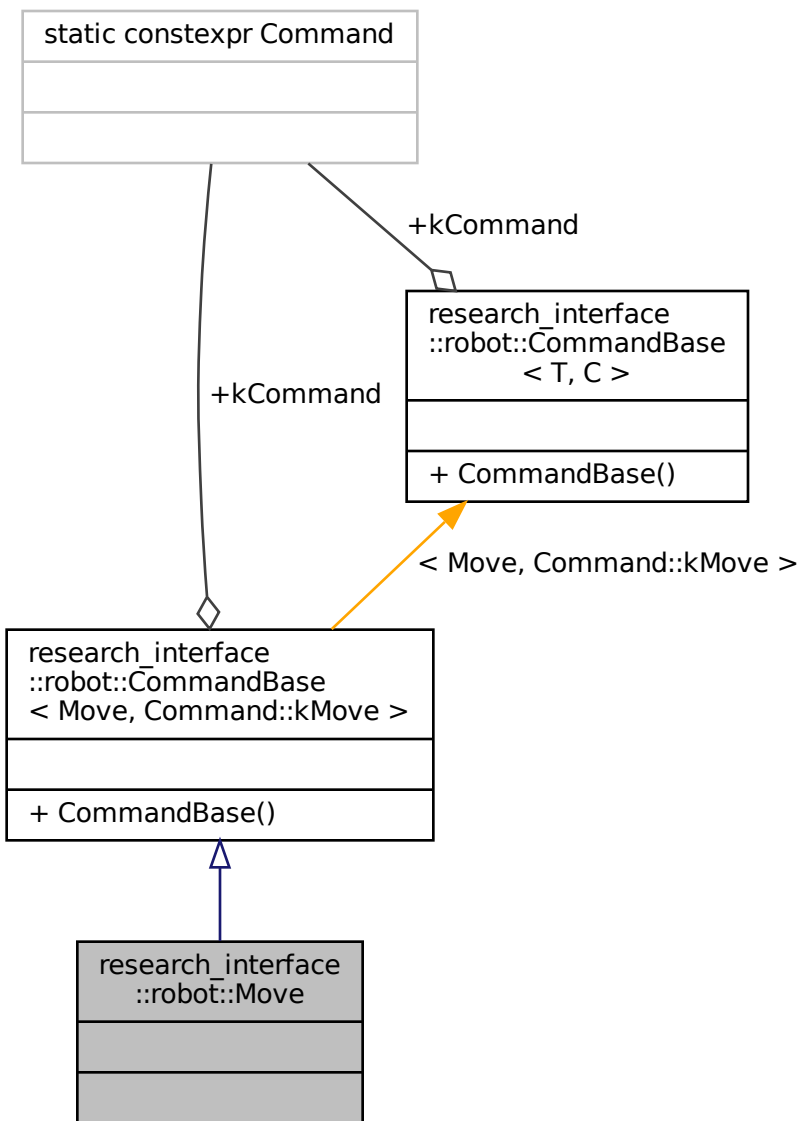 static constexpr Command
+kCommand
research_interface
::robot::CommandBase
< T, C >
+kCommand
+ CommandBase()
< Move, Command::kMove >
research_interface
::robot::CommandBase
< Move, Command::kMove >
+ CommandBase()
research_interface
::robot::Move